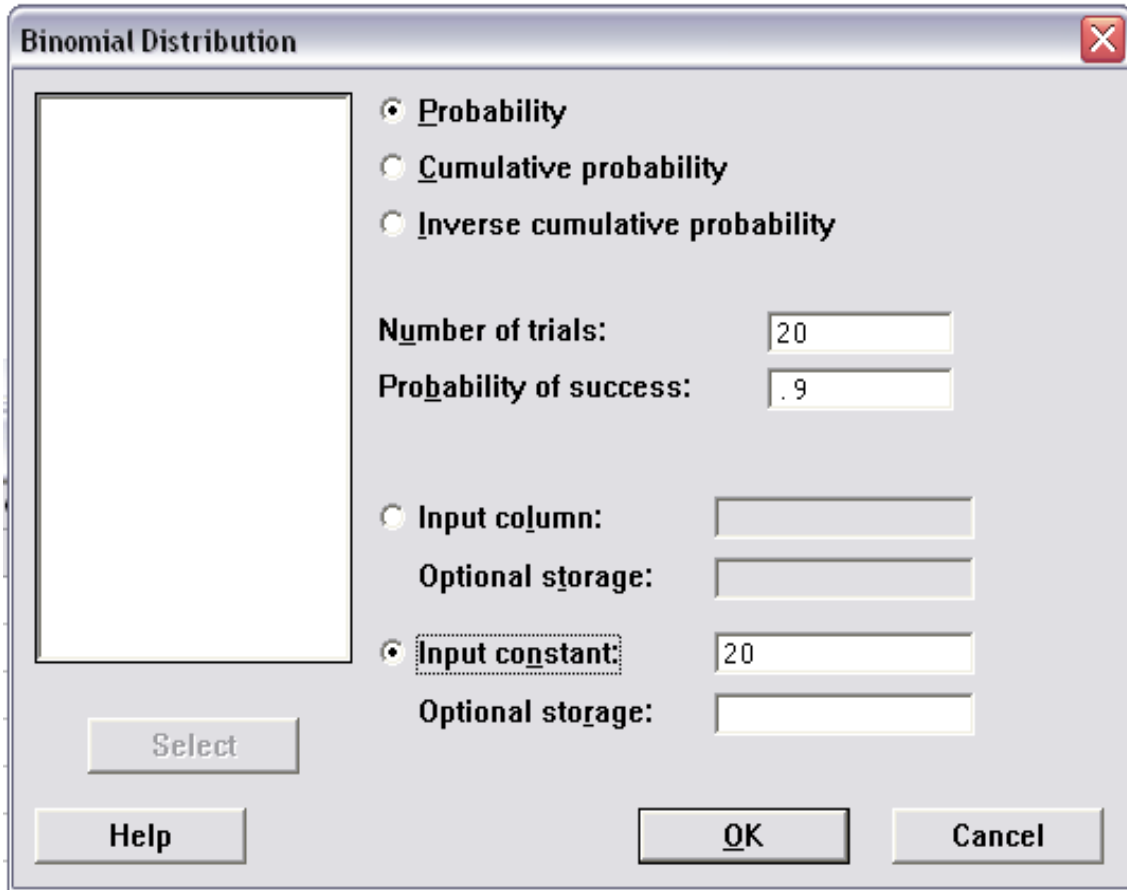 Binomial Distribution
Probability
Cumulative probability
Inverse cumulative probability
Number of trials: 20
Probability of success: .9
Input column:
Optional storage:
Input constant: 20
Optional storage:
Select
Help OK Cancel